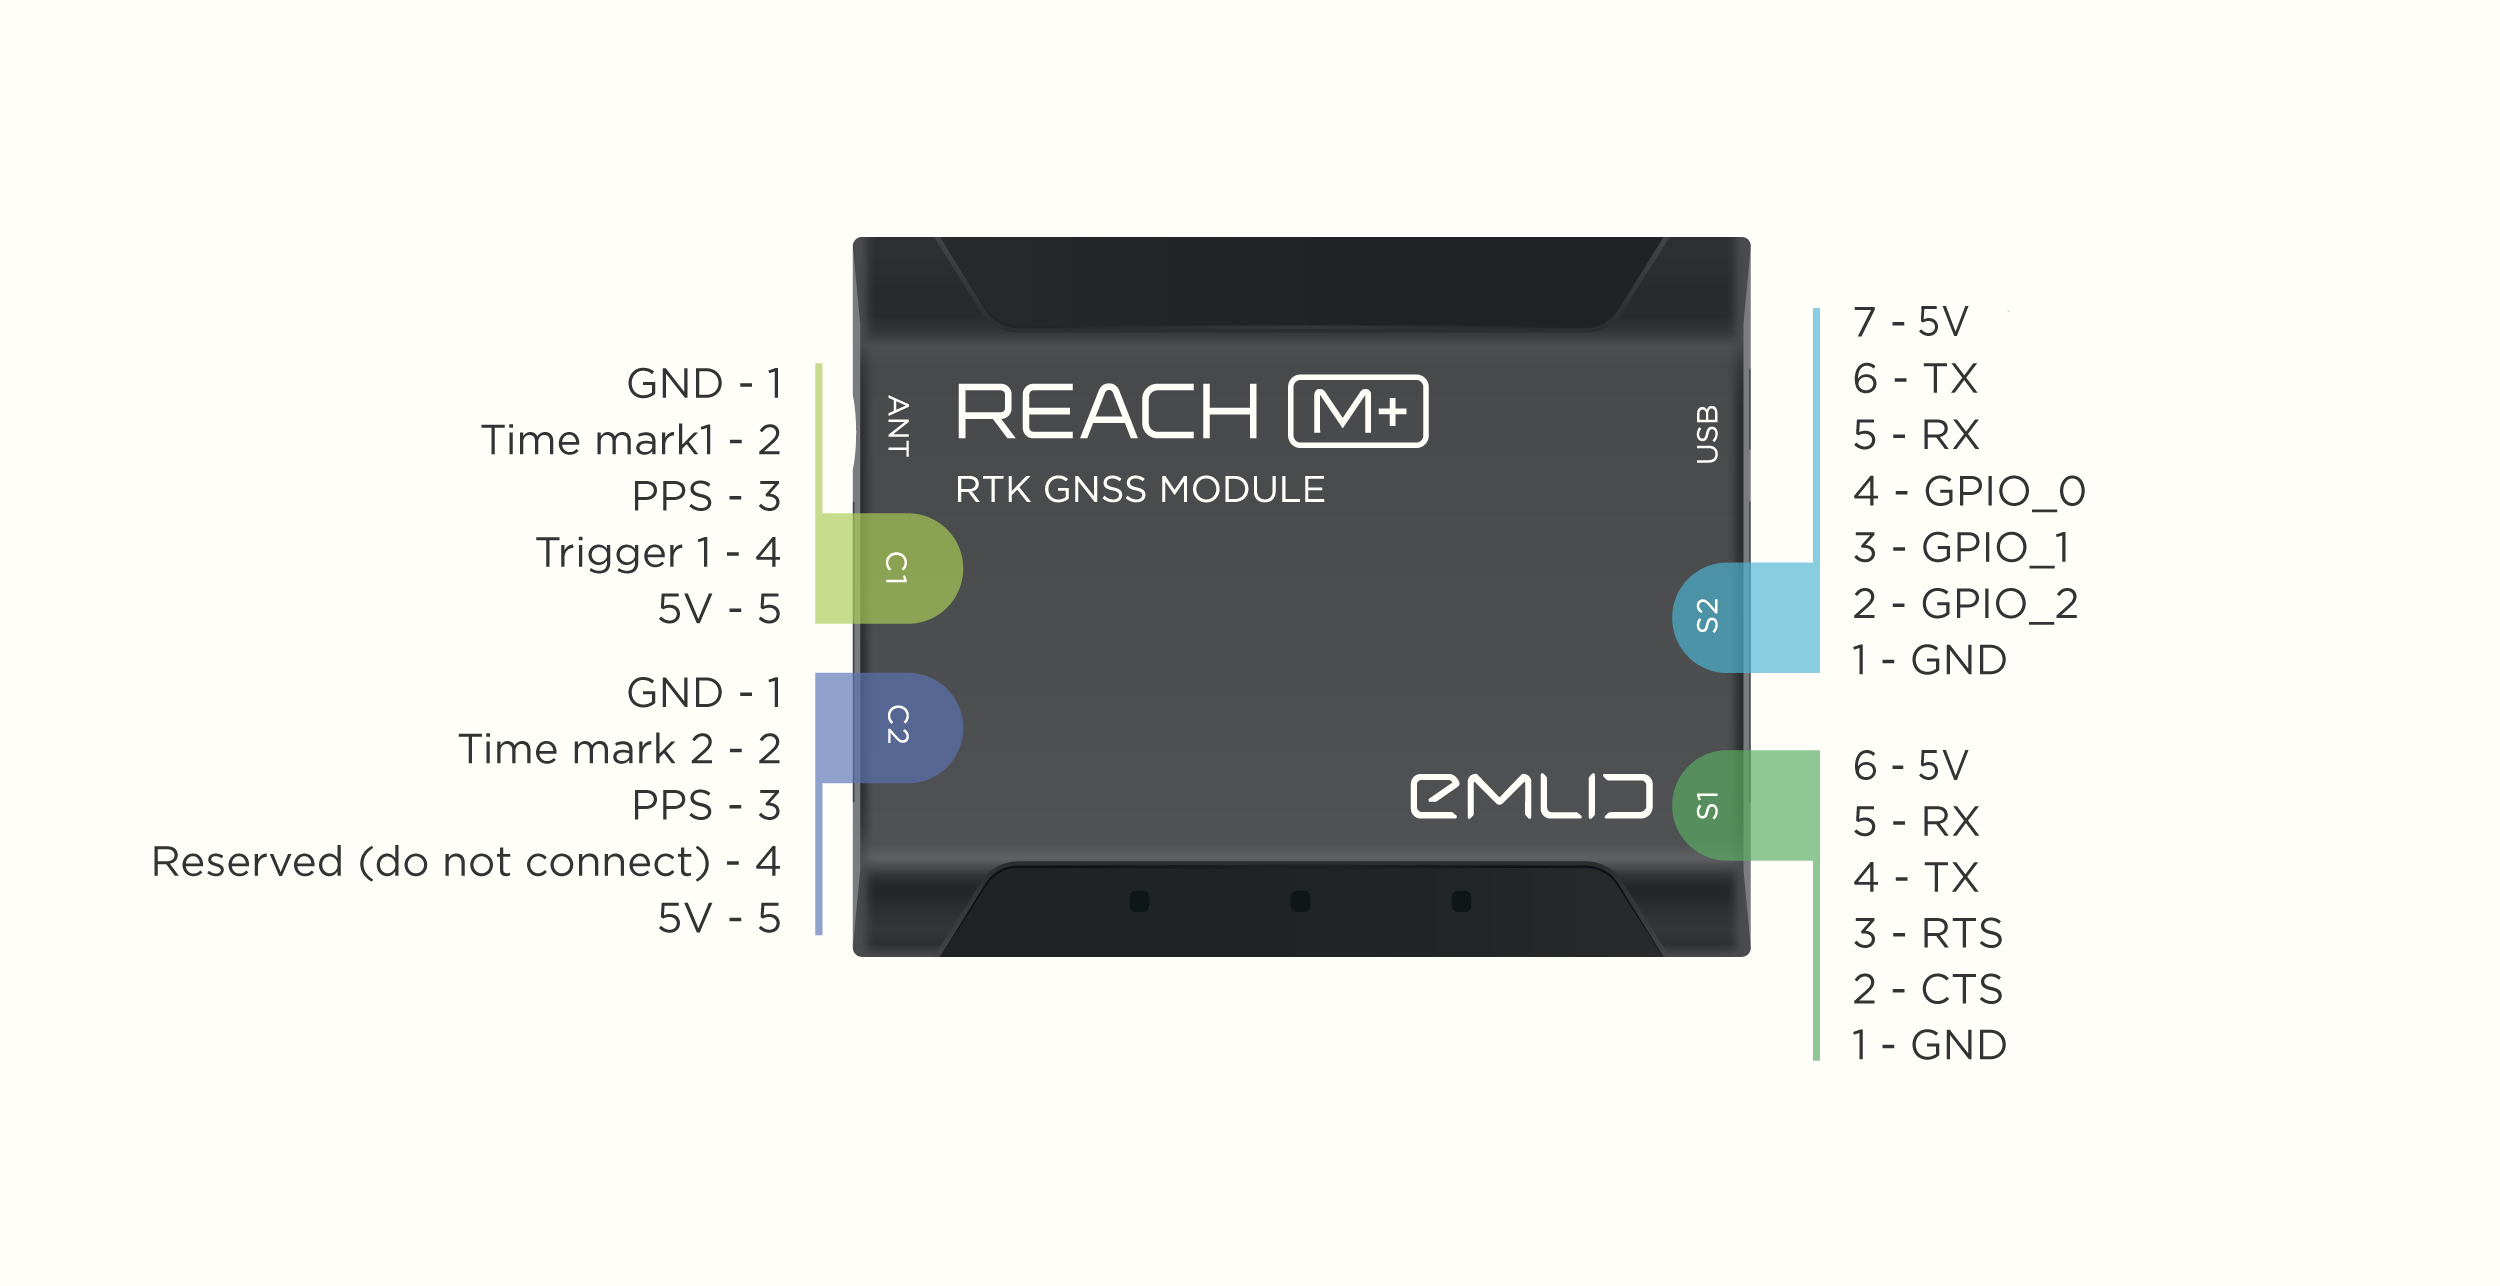 GND - 1
Time mark1 - 2
PPS - 3
Trigger 1 - 4
5V - 5
GND - 1
Time mark 2 - 2
PPS - 3
Reserved (do not connect) - 4
5V - 5
ANT
C1
C2
REACH M+
RTK GNSS MODULE
EMLID
USB
S2
S1
7 - 5V
6 - TX
5 - RX
4 - GPIO_0
3 - GPIO_1
2 - GPIO_2
1 - GND
6 - 5V
5 - RX
4 - TX
3 - RTS
2 - CTS
1 - GND